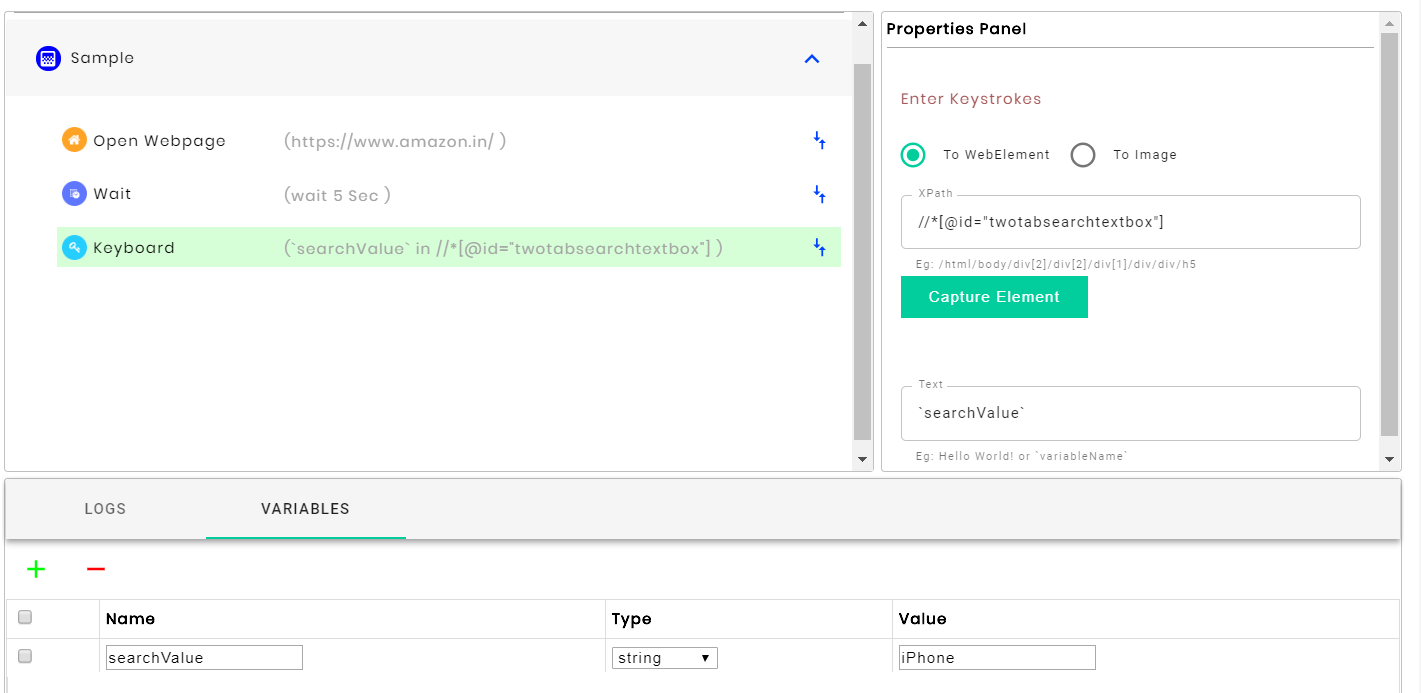 Sample
Open Webpage (https://www.amazon.in/ )
Wait (wait 5 Sec )
Keyboard (`searchValue` in //*[@id="twotabsearchtextbox"] )
Properties Panel
Enter Keystrokes
To WebElement To Image
XPath
//*[@id="twotabsearchtextbox"]
Eg: /html/body/div[2]/div[2]/div[1]/div/div/h5
Capture Element
Text
`searchValue`
Eg: Hello World! or `variableName`
LOGS VARIABLES
Name Type Value
searchValue string iPhone